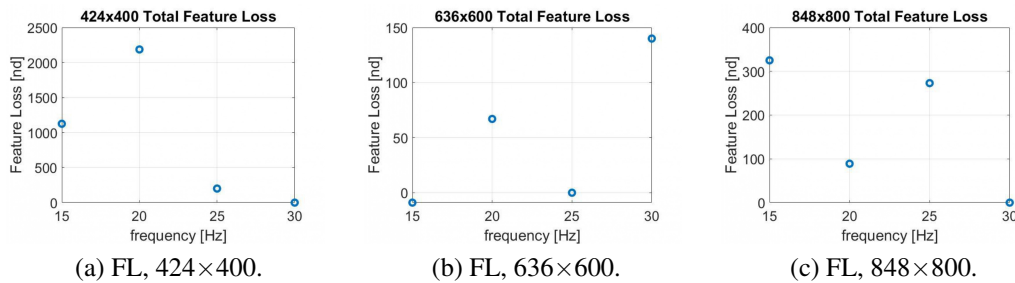 424x400 Total Feature Loss
Feature Loss [nd]
2500
2000
1500
1000
500
0
15
20
25
30
frequency [Hz]
(a) FL, 424×400.
636x600 Total Feature Loss
Feature Loss [nd]
150
100
50
0
15
20
25
30
frequency [Hz]
(b) FL, 636×600.
848x800 Total Feature Loss
Feature Loss [nd]
400
300
200
100
0
15
20
25
30
frequency [Hz]
(c) FL, 848×800.